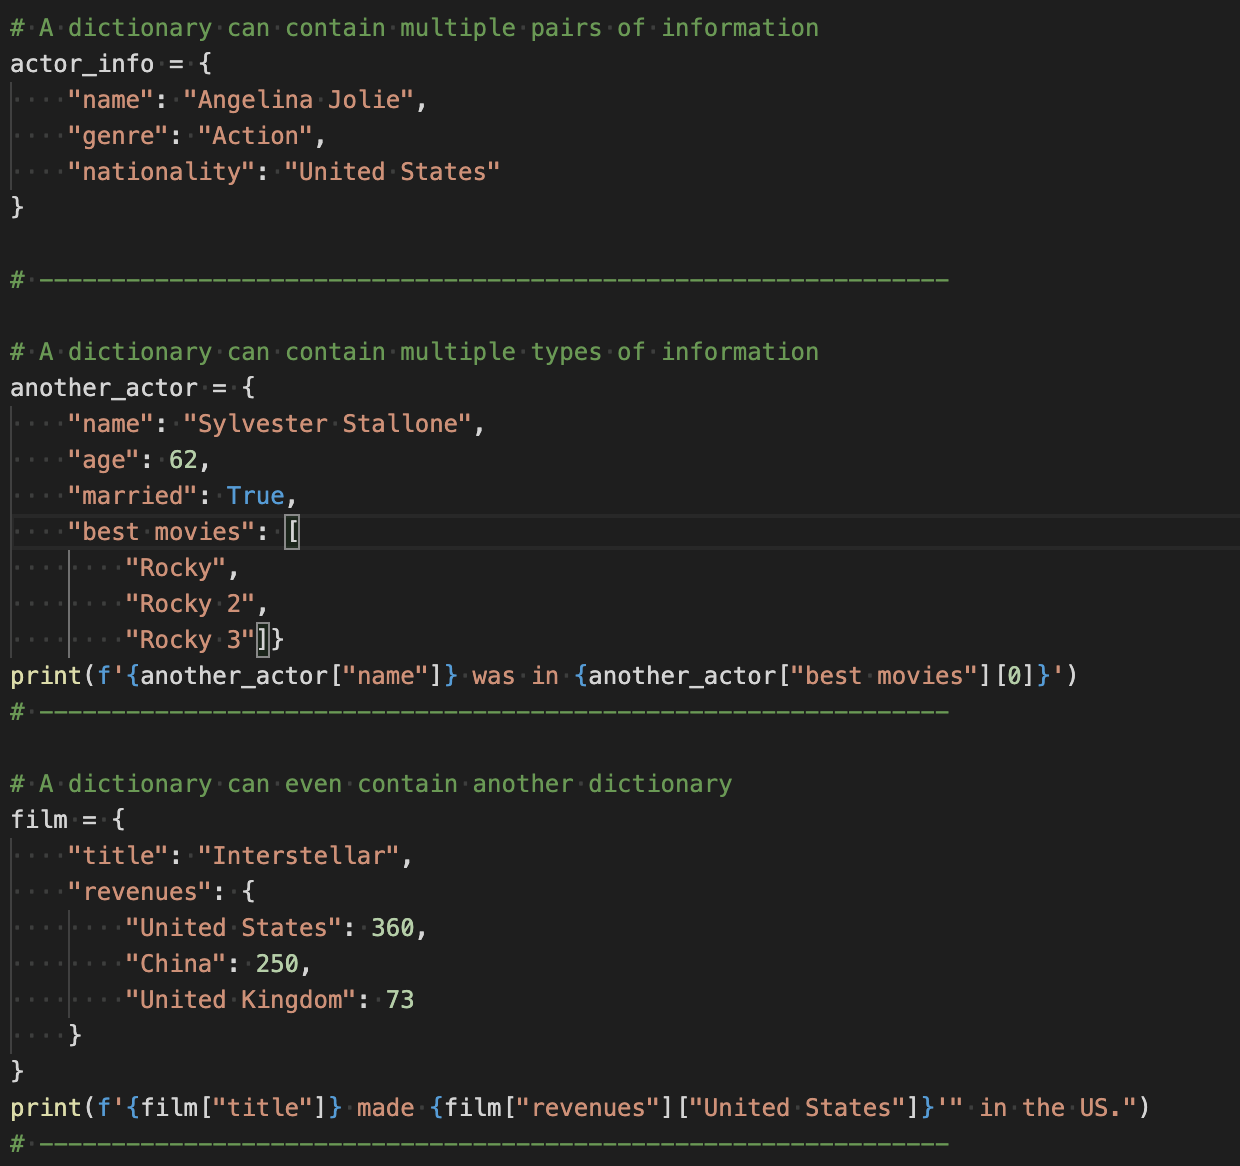 # A dictionary can contain multiple pairs of information
actor_info = {
    "name": "Angelina Jolie",
    "genre": "Action",
    "nationality": "United States"
}

# ---------------------------------------------------------------

# A dictionary can contain multiple types of information
another_actor = {
    "name": "Sylvester Stallone",
    "age": 62,
    "married": True,
    "best movies": [
        "Rocky",
        "Rocky 2",
        "Rocky 3"]}
print(f'{another_actor["name"]} was in {another_actor["best movies"][0]}')
# ---------------------------------------------------------------

# A dictionary can even contain another dictionary
film = {
    "title": "Interstellar",
    "revenues": {
        "United States": 360,
        "China": 250,
        "United Kingdom": 73
    }
}
print(f'{film["title"]} made {film["revenues"]["United States"]}'" in the US.")
# ---------------------------------------------------------------